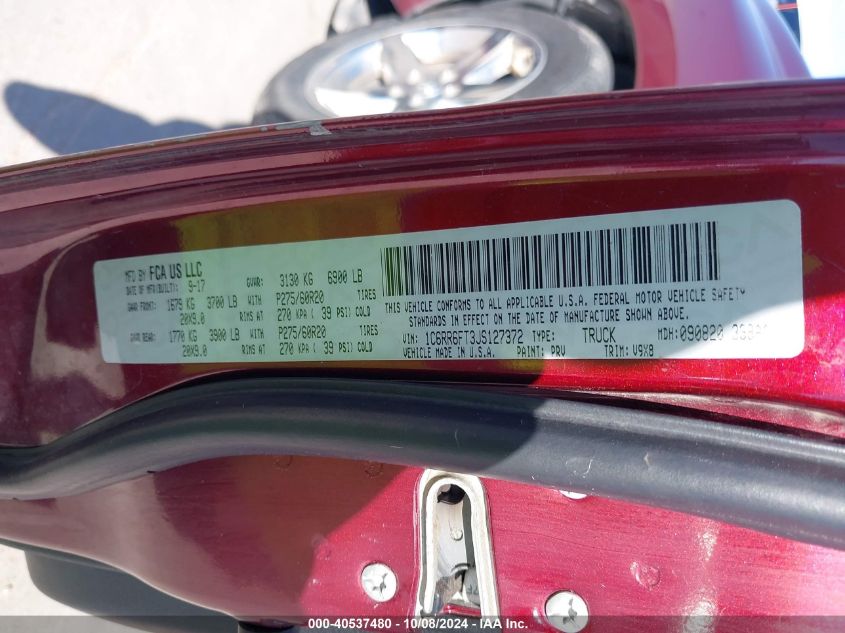 MFD BY FCA US LLC
DATE OF MFR(BUILT): 9-17 GVWR: 3130 KG 6900 LB
GAWR FRONT: 1679 KG 3700 LB WITH P275/60R20 TIRES
20X9.0 RIMS AT 270 KPA ( 39 PSI) COLD
GAWR REAR: 1770 KG 3900 LB WITH P275/60R20 TIRES
20X9.0 RIMS AT 270 KPA ( 39 PSI) COLD
THIS VEHICLE CONFORMS TO ALL APPLICABLE U.S.A. FEDERAL MOTOR VEHICLE SAFETY
STANDARDS IN EFFECT ON THE DATE OF MANUFACTURE SHOWN ABOVE.
VIN: 1C6RR6FT3JS127372 TYPE: TRUCK MDH: 090820
VEHICLE MADE IN U.S.A. PAINT: PRV TRIM: V9X8
000-40537480 - 10/08/2024 - IAA Inc.